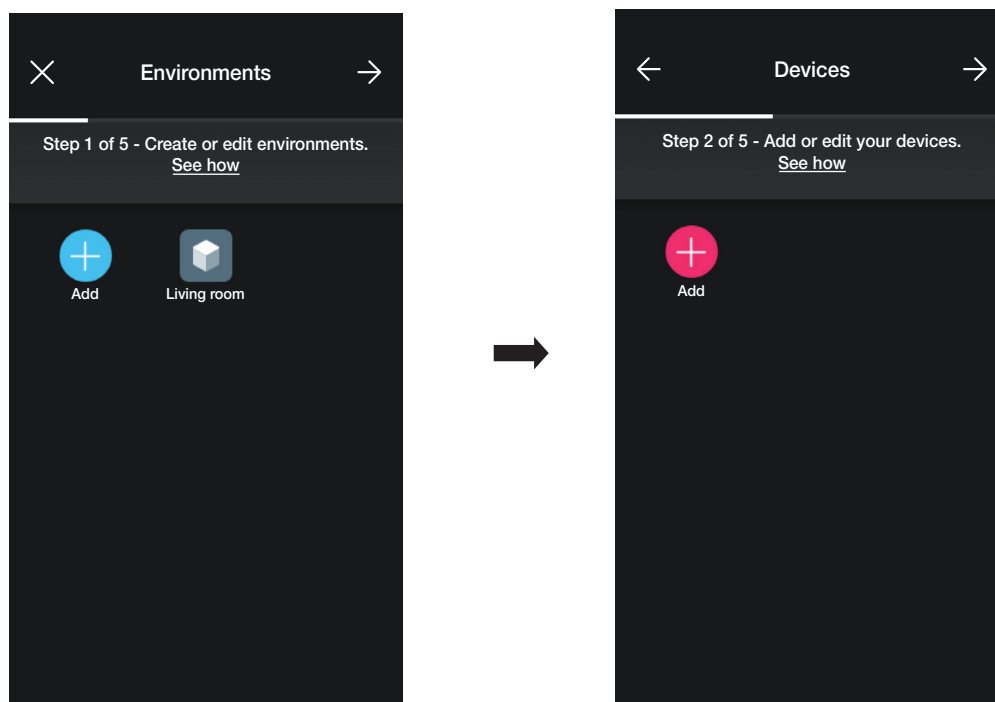 Environments
Step 1 of 5 - Create or edit environments.
See how
Add
Living room
Devices
Step 2 of 5 - Add or edit your devices.
See how
Add